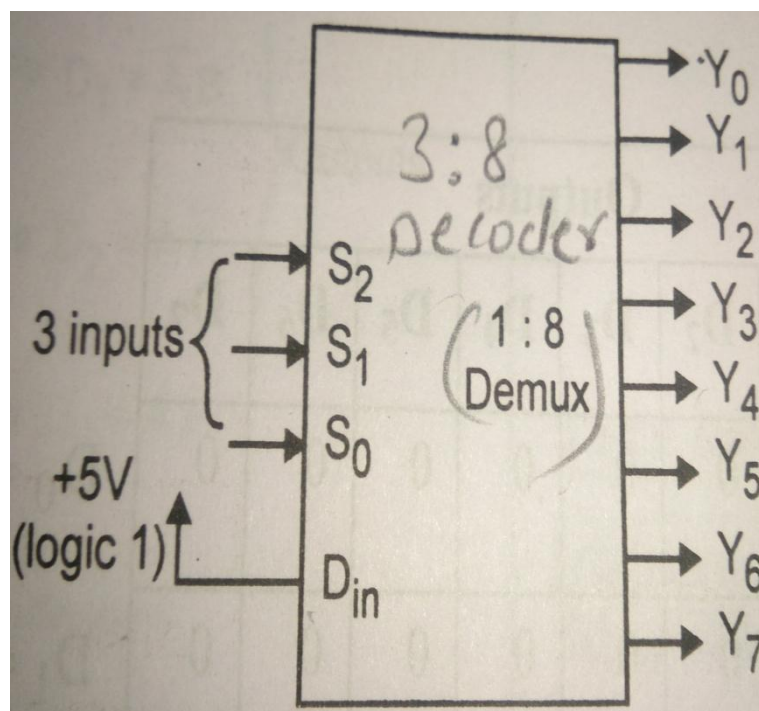 Y0
3:8
Decoder
Y1
Y2
S2
3 inputs
S1
(1 : 8
Demux)
Y3
Y4
S0
+5V
(logic 1)
Din
Y5
Y6
Y7